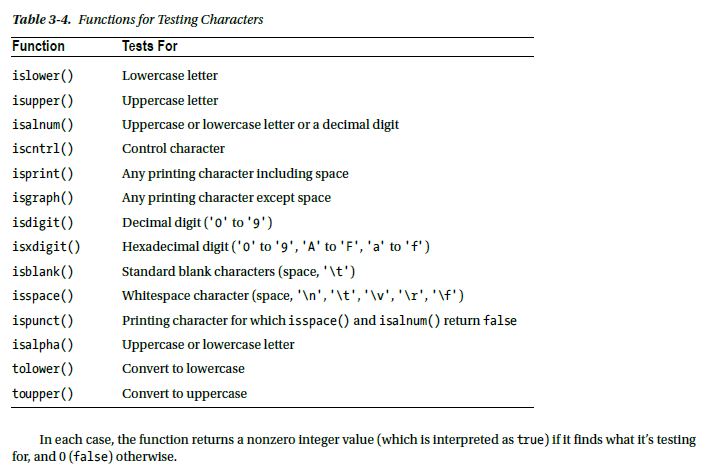 Table 3-4. Functions for Testing Characters
Function Tests For
islower() Lowercase letter
isupper() Uppercase letter
isalnum() Uppercase or lowercase letter or a decimal digit
iscntrl() Control character
isprint() Any printing character including space
isgraph() Any printing character except space
isdigit() Decimal digit ('0' to '9')
isxdigit() Hexadecimal digit ('0' to '9', 'A' to 'F', 'a' to 'f')
isblank() Standard blank characters (space, '\t')
isspace() Whitespace character (space, '\n', '\t', '\v', '\r', '\f')
ispunct() Printing character for which isspace() and isalnum() return false
isalpha() Uppercase or lowercase letter
tolower() Convert to lowercase
toupper() Convert to uppercase
In each case, the function returns a nonzero integer value (which is interpreted as true) if it finds what it's testing
for, and 0 (false) otherwise.